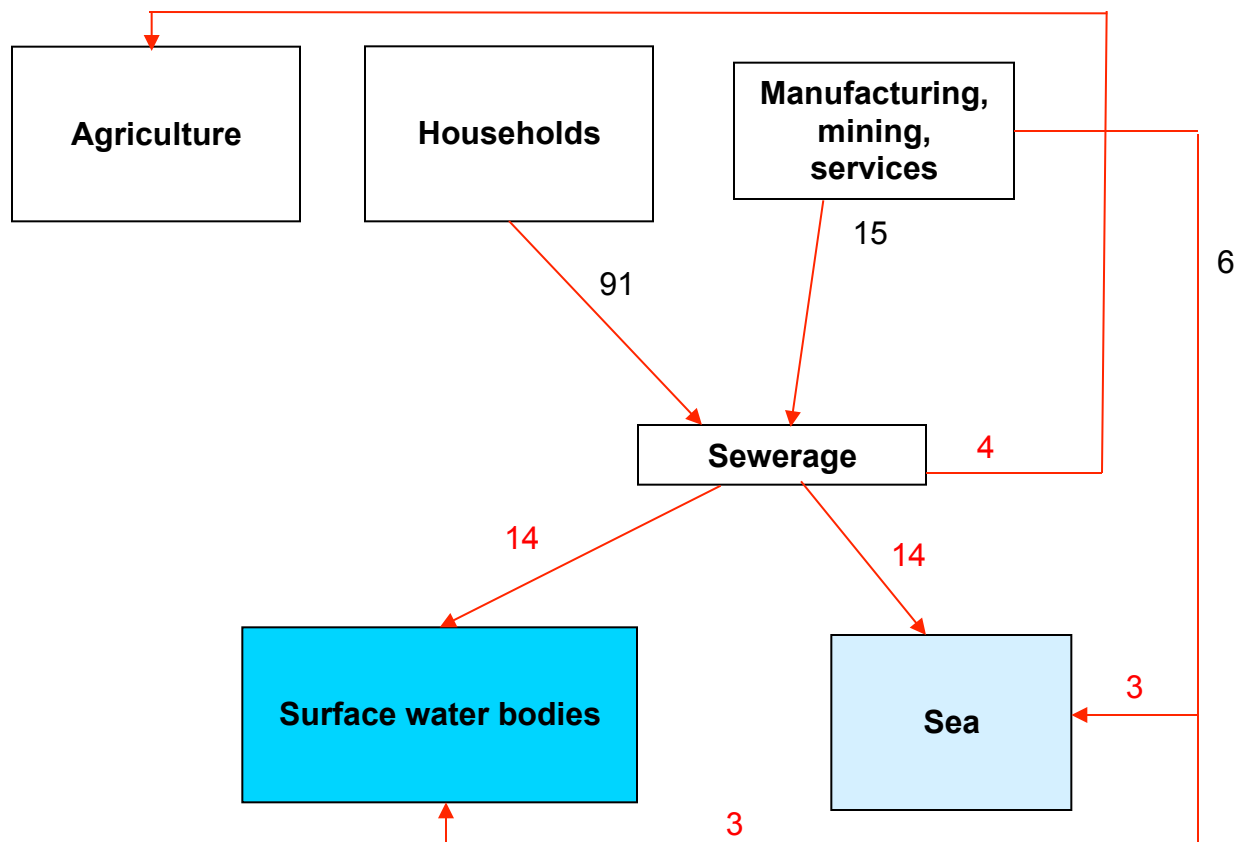 Agriculture
Households
Manufacturing,
mining,
services
15
6
91
Sewerage
4
14
14
Surface water bodies
Sea
3
3